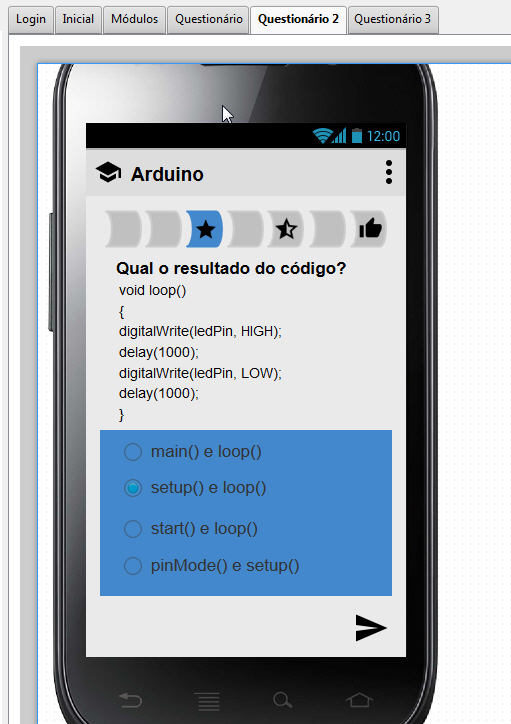 Login Inicial Módulos Questionário Questionário 2 Questionário 3
12:00
Arduino
Qual o resultado do código?
void loop()
{
digitalWrite(ledPin, HIGH);
delay(1000);
digitalWrite(ledPin, LOW);
delay(1000);
}
main() e loop()
setup() e loop()
start() e loop()
pinMode() e setup()